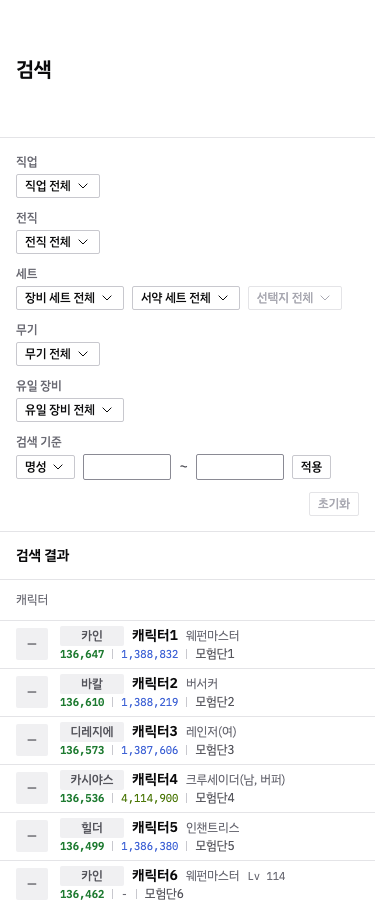 검색
직업
직업 전체
전직
전직 전체
세트
장비 세트 전체 서약 세트 전체 선택지 전체
무기
무기 전체
유일 장비
유일 장비 전체
검색 기준
명성 ~ 적용
초기화
검색 결과
캐릭터
— 카인 캐릭터1 웨펀마스터
136,647 | 1,388,832 | 모험단1
— 바칼 캐릭터2 버서커
136,610 | 1,388,219 | 모험단2
— 디레지에 캐릭터3 레인저(여)
136,573 | 1,387,606 | 모험단3
— 카시야스 캐릭터4 크루세이더(남, 버퍼)
136,536 | 4,114,900 | 모험단4
— 힐더 캐릭터5 인챈트리스
136,499 | 1,386,380 | 모험단5
— 카인 캐릭터6 웨펀마스터 Lv 114
136,462 | - | 모험단6